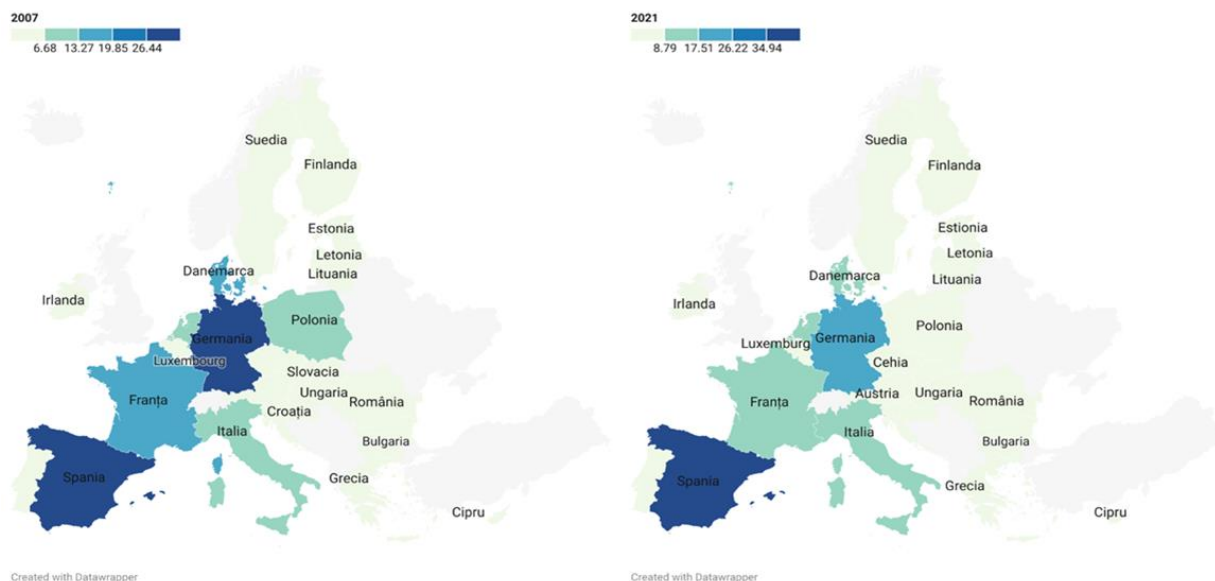 2007
6.68 13.27 19.85 26.44
Suedia
Finlanda
Estonia
Letonia
Danemarca
Lituania
Irlanda
Polonia
Germania
Luxembourg
Slovacia
Ungaria
Franța
România
Croația
Italia
Bulgaria
Spania
Grecia
Cipru
Created with Datawrapper
2021
8.79 17.51 26.22 34.94
Suedia
Finlanda
Estionia
Letonia
Danemarca
Lituania
Irlanda
Polonia
Germania
Luxemburg
Cehia
Austria
Ungaria
Franța
România
Italia
Bulgaria
Spania
Grecia
Cipru
Created with Datawrapper